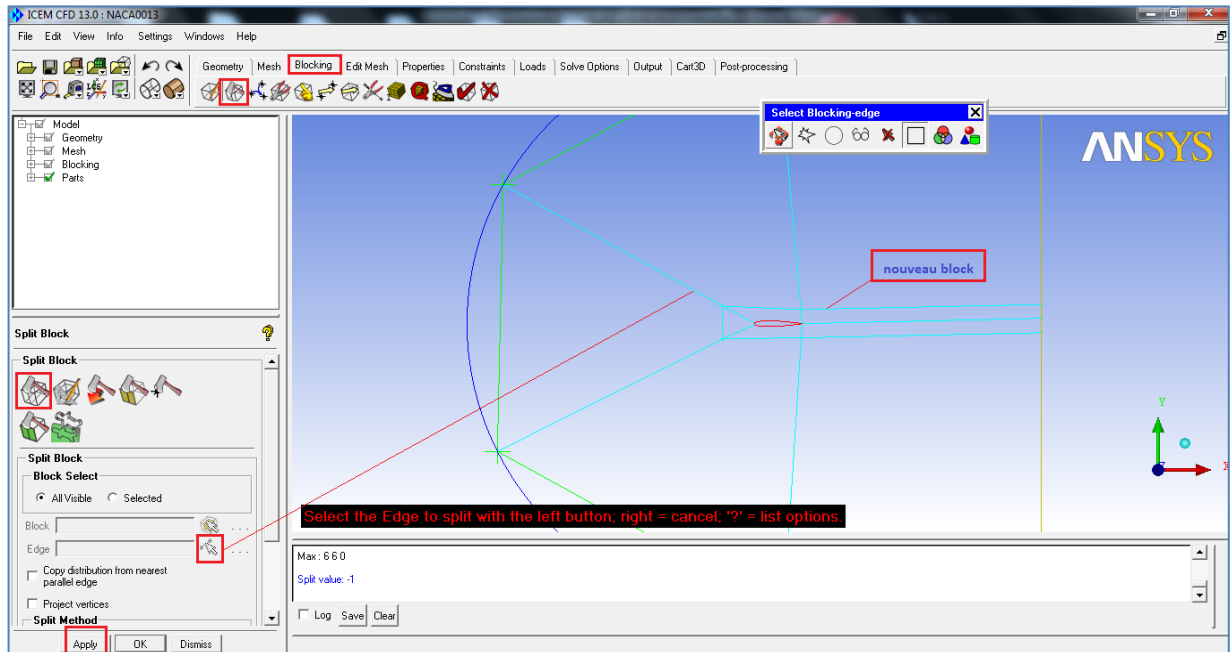 ICEM CFD 13.0 : NACA0013
File Edit View Info Settings Windows Help
Geometry Mesh Blocking Edit Mesh Properties Constraints Loads Solve Options Output Cart3D Post-processing
Select Blocking-edge
Model
Geometry
Mesh
Blocking
Parts
ANSYS
nouveau block
Split Block
Split Block
Split Block
Block Select
All Visible Selected
Block ...
Edge ...
Copy distribution from nearest
parallel edge
Project vertices
Split Method
Apply OK Dismiss
Select the Edge to split with the left button; right = cancel; '?' = list options.
Y
X
Max : 6 6 0
Split value: -1
Log Save Clear